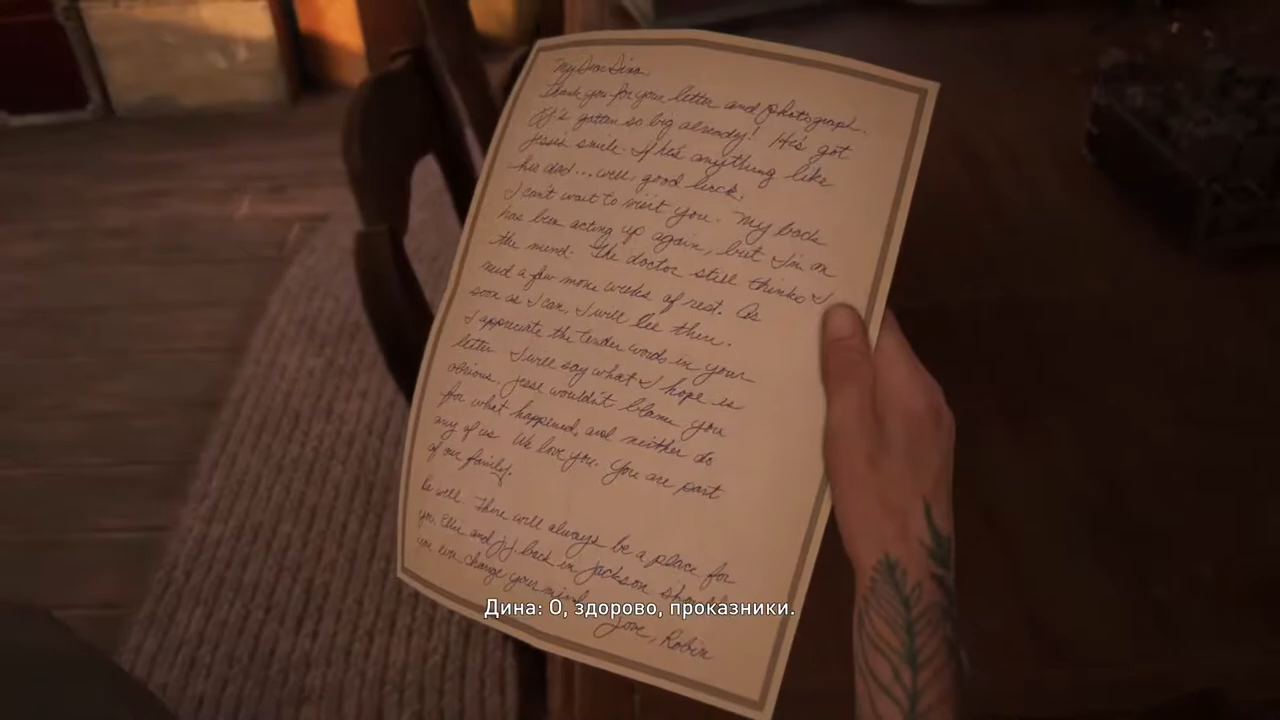 My Dear Dina,
Thank you for your letter and photograph.
JJ's gotten so big already! He's got
Jesse's smile. If he's anything like
his dad... well, good luck.
I can't wait to visit you. My back
has been acting up again, but I'm on
the mend. The doctor still thinks I
need a few more weeks of rest. As
soon as I can, I will be there.
I appreciate the tender words in your
letter. I will say what I hope is
obvious, Jesse wouldn't blame you
for what happened, and neither do
any of us. We love you. You are part
of our family.
Be well. There will always be a place for
you, Ellie and JJ back in Jackson should
you ever change your mind.
Love, Robin
Дина: О, здорово, проказники.